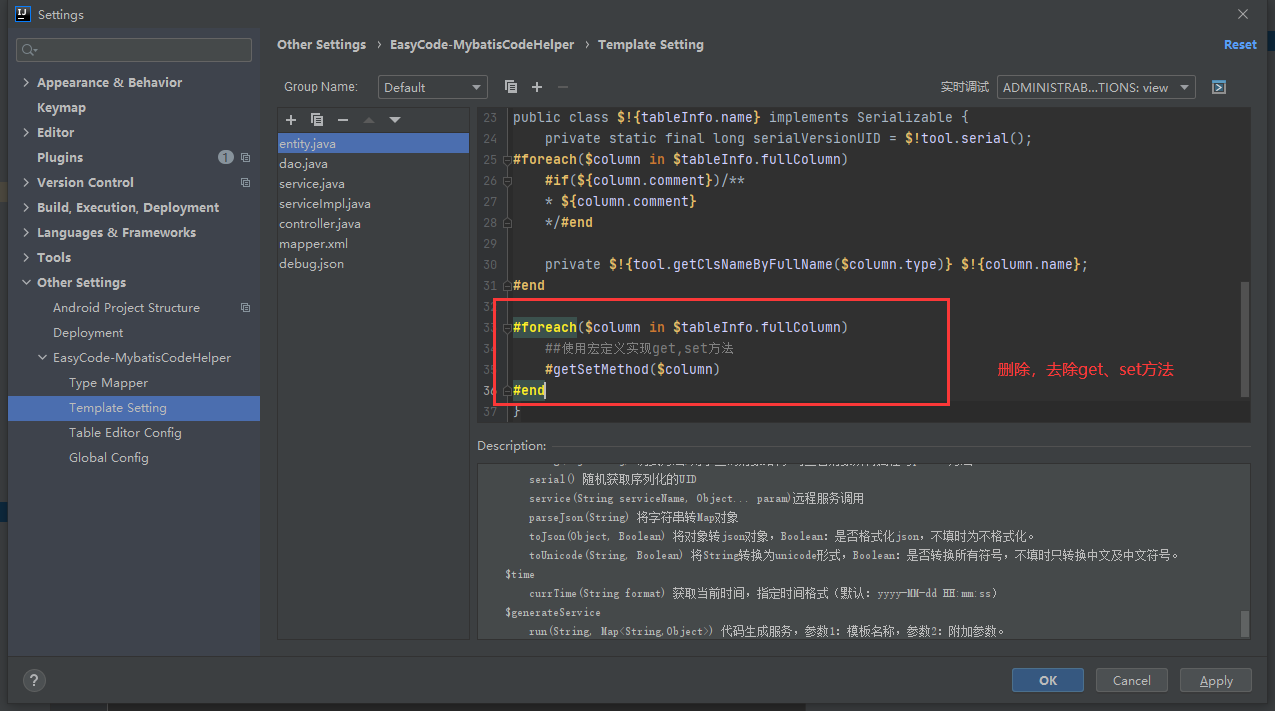 Settings
Other Settings › EasyCode-MybatisCodeHelper › Template Setting
Reset
Group Name:
Default
实时调试
ADMINISTRAB...TIONS: view
Appearance & Behavior
Keymap
Editor
Plugins
1
Version Control
Build, Execution, Deployment
Languages & Frameworks
Tools
Other Settings
Android Project Structure
Deployment
EasyCode-MybatisCodeHelper
Type Mapper
Template Setting
Table Editor Config
Global Config
entity.java
dao.java
service.java
serviceImpl.java
controller.java
mapper.xml
debug.json
23 public class $!{tableInfo.name} implements Serializable {
24 private static final long serialVersionUID = $!tool.serial();
25 #foreach($column in $tableInfo.fullColumn)
26 #if(${column.comment})/**
27 * ${column.comment}
28 */#end
29
30 private $!{tool.getClsNameByFullName($column.type)} $!{column.name};
31 #end
32
33 #foreach($column in $tableInfo.fullColumn)
34 ##使用宏定义实现get,set方法
35 #getSetMethod($column)
36 #end
37 }
删除，去除get、set方法
Description:
serial() 随机获取序列化的UID
service(String serviceName, Object... param)远程服务调用
parseJson(String) 将字符串转Map对象
toJson(Object, Boolean) 将对象转json对象，Boolean：是否格式化json，不填时为不格式化。
toUnicode(String, Boolean) 将String转换为unicode形式，Boolean：是否转换所有符号，不填时只转换中文及中文符号。
$time
currTime(String format) 获取当前时间，指定时间格式（默认：yyyy-MM-dd HH:mm:ss）
$generateService
run(String, Map<String,Object>) 代码生成服务，参数1：模板名称，参数2：附加参数。
?
OK
Cancel
Apply